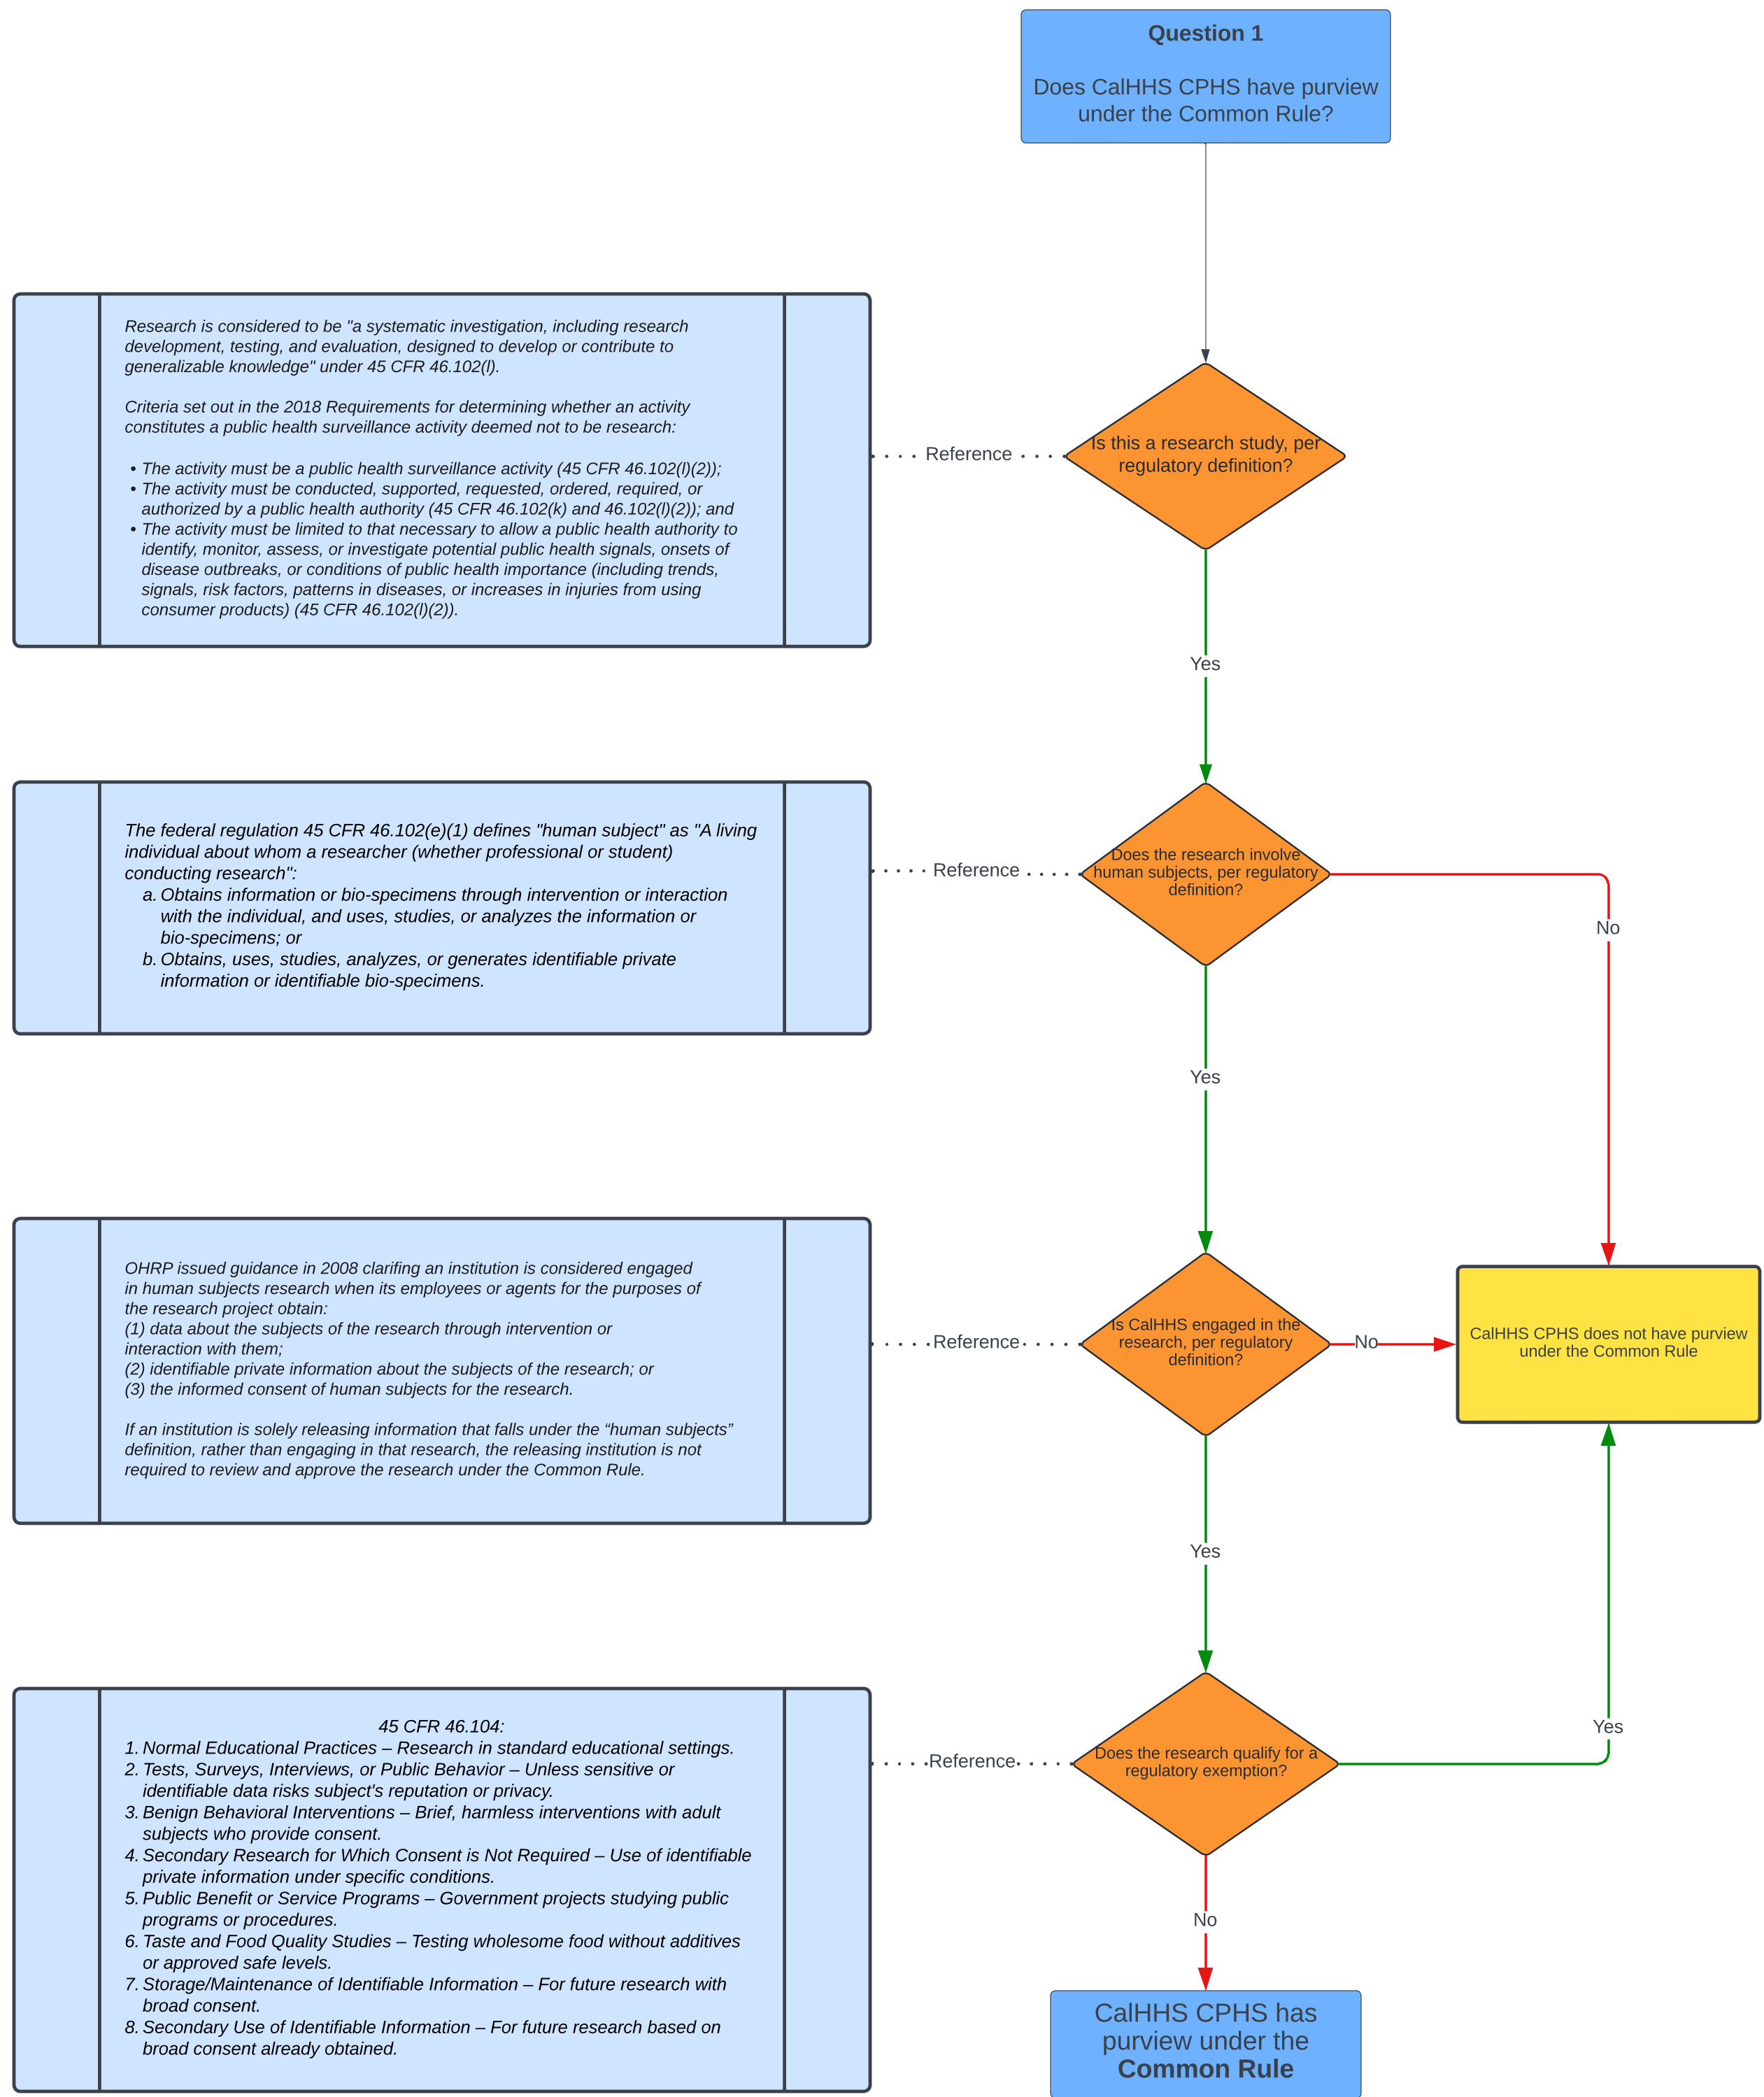 Question 1
Does CalHHS CPHS have purview
under the Common Rule?
Research is considered to be "a systematic investigation, including research
development, testing, and evaluation, designed to develop or contribute to
generalizable knowledge" under 45 CFR 46.102(l).
Criteria set out in the 2018 Requirements for determining whether an activity
constitutes a public health surveillance activity deemed not to be research:
• The activity must be a public health surveillance activity (45 CFR 46.102(l)(2));
• The activity must be conducted, supported, requested, ordered, required, or
authorized by a public health authority (45 CFR 46.102(k) and 46.102(l)(2)); and
• The activity must be limited to that necessary to allow a public health authority to
identify, monitor, assess, or investigate potential public health signals, onsets of
disease outbreaks, or conditions of public health importance (including trends,
signals, risk factors, patterns in diseases, or increases in injuries from using
consumer products) (45 CFR 46.102(l)(2)).
Reference
Is this a research study, per
regulatory definition?
Yes
The federal regulation 45 CFR 46.102(e)(1) defines "human subject" as "A living
individual about whom a researcher (whether professional or student)
conducting research":
a. Obtains information or bio-specimens through intervention or interaction
with the individual, and uses, studies, or analyzes the information or
bio-specimens; or
b. Obtains, uses, studies, analyzes, or generates identifiable private
information or identifiable bio-specimens.
Reference
Does the research involve
human subjects, per regulatory
definition?
No
Yes
OHRP issued guidance in 2008 clarifing an institution is considered engaged
in human subjects research when its employees or agents for the purposes of
the research project obtain:
(1) data about the subjects of the research through intervention or
interaction with them;
(2) identifiable private information about the subjects of the research; or
(3) the informed consent of human subjects for the research.
If an institution is solely releasing information that falls under the “human subjects”
definition, rather than engaging in that research, the releasing institution is not
required to review and approve the research under the Common Rule.
Reference
Is CalHHS engaged in the
research, per regulatory
definition?
No
CalHHS CPHS does not have purview
under the Common Rule
Yes
45 CFR 46.104:
1. Normal Educational Practices – Research in standard educational settings.
2. Tests, Surveys, Interviews, or Public Behavior – Unless sensitive or
identifiable data risks subject's reputation or privacy.
3. Benign Behavioral Interventions – Brief, harmless interventions with adult
subjects who provide consent.
4. Secondary Research for Which Consent is Not Required – Use of identifiable
private information under specific conditions.
5. Public Benefit or Service Programs – Government projects studying public
programs or procedures.
6. Taste and Food Quality Studies – Testing wholesome food without additives
or approved safe levels.
7. Storage/Maintenance of Identifiable Information – For future research with
broad consent.
8. Secondary Use of Identifiable Information – For future research based on
broad consent already obtained.
Reference
Does the research qualify for a
regulatory exemption?
Yes
No
CalHHS CPHS has
purview under the
Common Rule